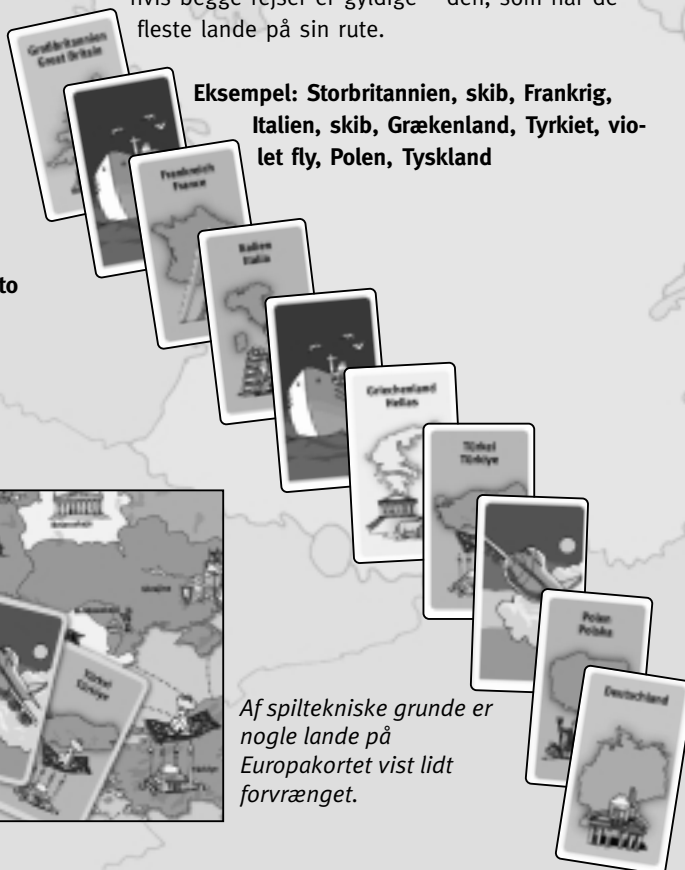 hvis begge rejser er gyldige – den, som har de
fleste lande på sin rute.
Großbritannien
Great Britain
Eksempel: Storbritannien, skib, Frankrig,
Italien, skib, Grækenland, Tyrkiet, vio-
let fly, Polen, Tyskland
Frankreich
France
Italien
Italia
to
Griechenland
Hellas
Türkei
Türkiye
Polen
Polska
Deutschland
Türkei
Türkiye
Af spiltekniske grunde er
nogle lande på
Europakortet vist lidt
forvrænget.